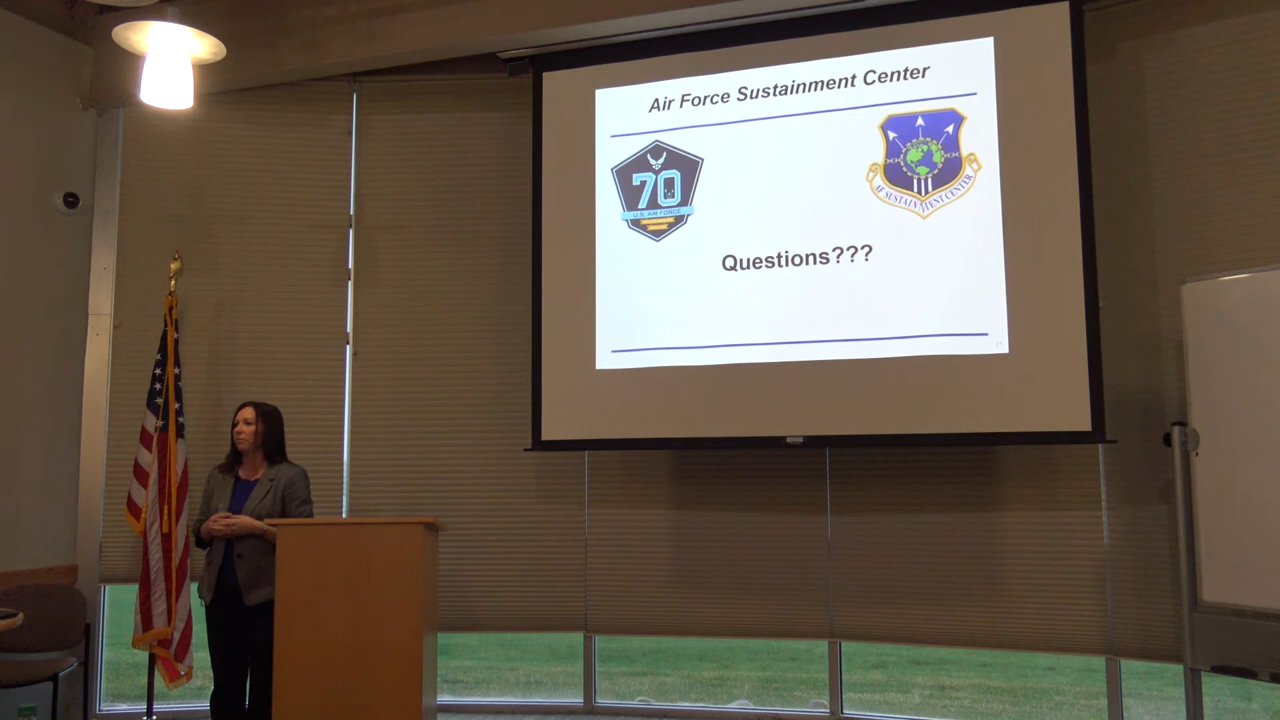 Air Force Sustainment Center
70
U.S. AIR FORCE
AF SUSTAINMENT CENTER
Questions???